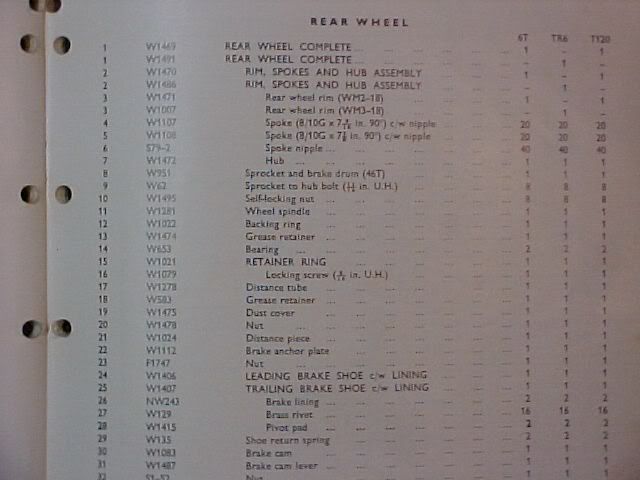 REAR WHEEL
6T TR6 T120
1 W1469 REAR WHEEL COMPLETE ... 1 - 1
1 W1491 REAR WHEEL COMPLETE ... - 1 -
2 W1470 RIM, SPOKES AND HUB ASSEMBLY 1 - 1
2 W1486 RIM, SPOKES AND HUB ASSEMBLY - 1 -
3 W1471 Rear wheel rim (WM2-18) 1 - 1
3 W1007 Rear wheel rim (WM3-18) - 1 -
4 W1107 Spoke (8/10G x in. 90°) c/w nipple 20 20 20
5 W1108 Spoke (8/10G x in. 90°) c/w nipple 20 20 20
6 S79-2 Spoke nipple ... 40 40 40
7 W1472 Hub ... 1 1 1
8 W951 Sprocket and brake drum (46T) 1 1 1
9 W62 Sprocket to hub bolt ( in. U.H.) 8 8 8
10 W1495 Self-locking nut ... 8 8 8
11 W1281 Wheel spindle ... 1 1 1
12 W1022 Backing ring ... 1 1 1
13 W1474 Grease retainer ... 1 1 1
14 W653 Bearing ... 2 2 2
15 W1021 RETAINER RING 1 1 1
16 W1079 Locking screw ( in. U.H.) 1 1 1
17 W1278 Distance tube ... 1 1 1
18 W583 Grease retainer ... 1 1 1
19 W1475 Dust cover ... 1 1 1
20 W1478 Nut ... 1 1 1
21 W1024 Distance piece ... 1 1 1
22 W1112 Brake anchor plate ... 1 1 1
23 F1747 Nut ... 1 1 1
24 W1406 LEADING BRAKE SHOE c/w LINING 1 1 1
25 W1407 TRAILING BRAKE SHOE c/w LINING 1 1 1
26 NW243 Brake lining ... 2 2 2
27 W129 Brass rivet ... 16 16 16
28 W1415 Pivot pad ... 2 2 2
29 W135 Shoe return spring ... 2 2 2
30 W1083 Brake cam ... 1 1 1
31 W1487 Brake cam lever ... 1 1 1
32 Nut